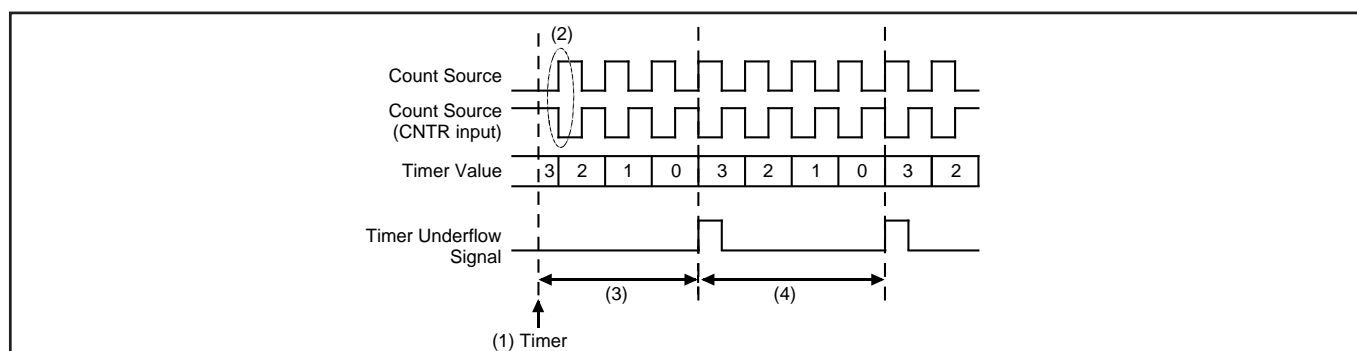 (2)
Count Source
Count Source
(CNTR input)
Timer Value 3 2 1 0 3 2 1 0 3 2
Timer Underflow
Signal
(3) (4)
(1) Timer